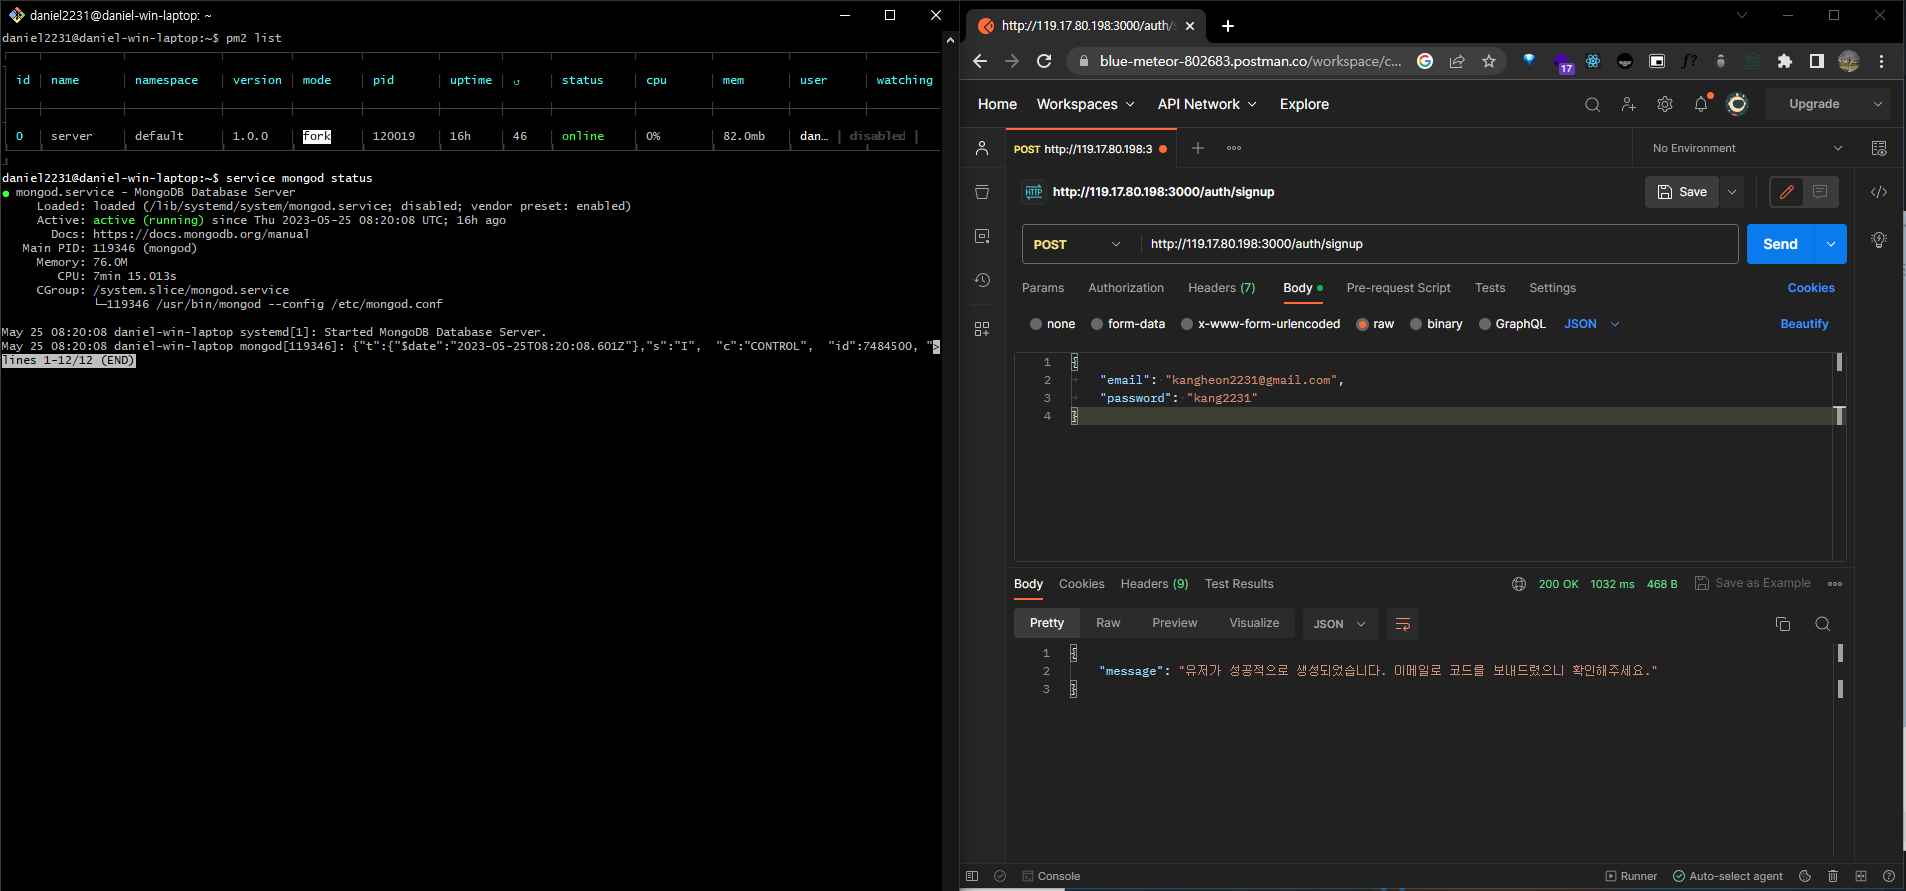 daniel2231@daniel-win-laptop: ~
daniel2231@daniel-win-laptop:~$ pm2 list
id | name | namespace | version | mode | pid | uptime | ↺ | status | cpu | mem | user | watching
0 | server | default | 1.0.0 | fork | 120019 | 16h | 46 | online | 0% | 82.0mb | dan… | disabled |
daniel2231@daniel-win-laptop:~$ service mongod status
● mongod.service - MongoDB Database Server
Loaded: loaded (/lib/systemd/system/mongod.service; disabled; vendor preset: enabled)
Active: active (running) since Thu 2023-05-25 08:20:08 UTC; 16h ago
Docs: https://docs.mongodb.org/manual
Main PID: 119346 (mongod)
Memory: 76.0M
CPU: 7min 15.013s
CGroup: /system.slice/mongod.service
└─119346 /usr/bin/mongod --config /etc/mongod.conf
May 25 08:20:08 daniel-win-laptop systemd[1]: Started MongoDB Database Server.
May 25 08:20:08 daniel-win-laptop mongod[119346]: {"t":{"$date":"2023-05-25T08:20:08.601Z"},"s":"I", "c":"CONTROL", "id":7484500, ">
lines 1-12/12 (END)
http://119.17.80.198:3000/auth/s
blue-meteor-802683.postman.co/workspace/c...
17
Home Workspaces API Network Explore
Upgrade
POST http://119.17.80.198:3
No Environment
HTTP http://119.17.80.198:3000/auth/signup
Save
POST http://119.17.80.198:3000/auth/signup
Send
Params Authorization Headers (7) Body Pre-request Script Tests Settings Cookies
none form-data x-www-form-urlencoded raw binary GraphQL JSON Beautify
1 {
2 "email": "kangheon2231@gmail.com",
3 "password": "kang2231"
4 }
Body Cookies Headers (9) Test Results 200 OK 1032 ms 468 B Save as Example
Pretty Raw Preview Visualize JSON
1 {
2 "message": "유저가 성공적으로 생성되었습니다. 이메일로 코드를 보내드렸으니 확인해주세요."
3 }
Console Runner Auto-select agent